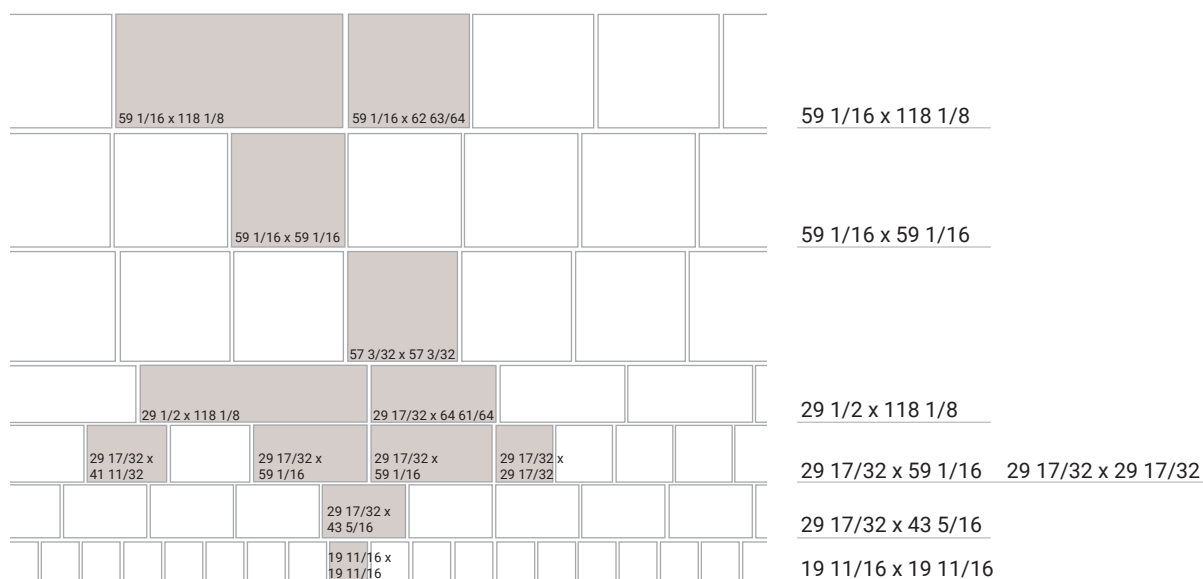 59 1/16 x 118 1/8
59 1/16 x 62 63/64
59 1/16 x 118 1/8
59 1/16 x 59 1/16
59 1/16 x 59 1/16
57 3/32 x 57 3/32
29 1/2 x 118 1/8
29 17/32 x 64 61/64
29 1/2 x 118 1/8
29 17/32 x
41 11/32
29 17/32 x
59 1/16
29 17/32 x
59 1/16
29 17/32 x
29 17/32
29 17/32 x 59 1/16
29 17/32 x 29 17/32
29 17/32 x
43 5/16
29 17/32 x 43 5/16
19 11/16 x
19 11/16
19 11/16 x 19 11/16